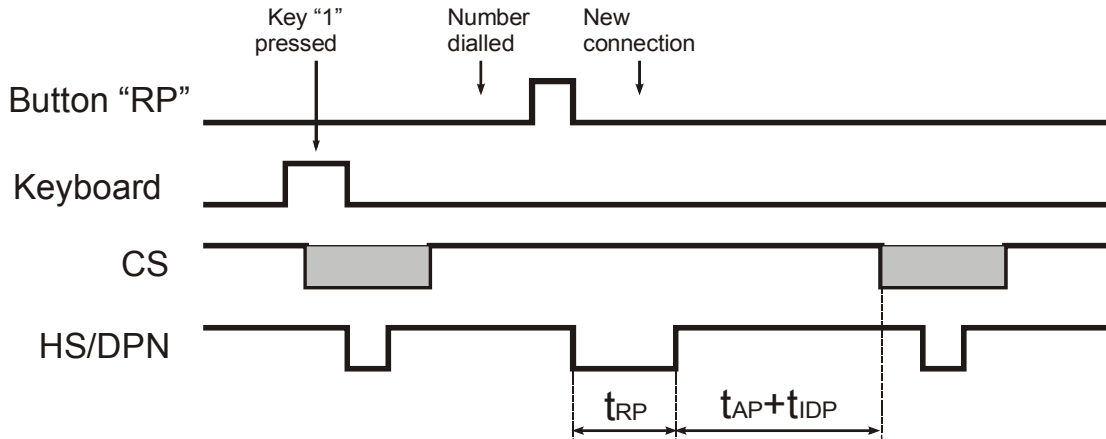 Key “1”
pressed
Number
dialled
New
connection
Button “RP”
Keyboard
CS
HS/DPN
tRP
tAP+tIDP